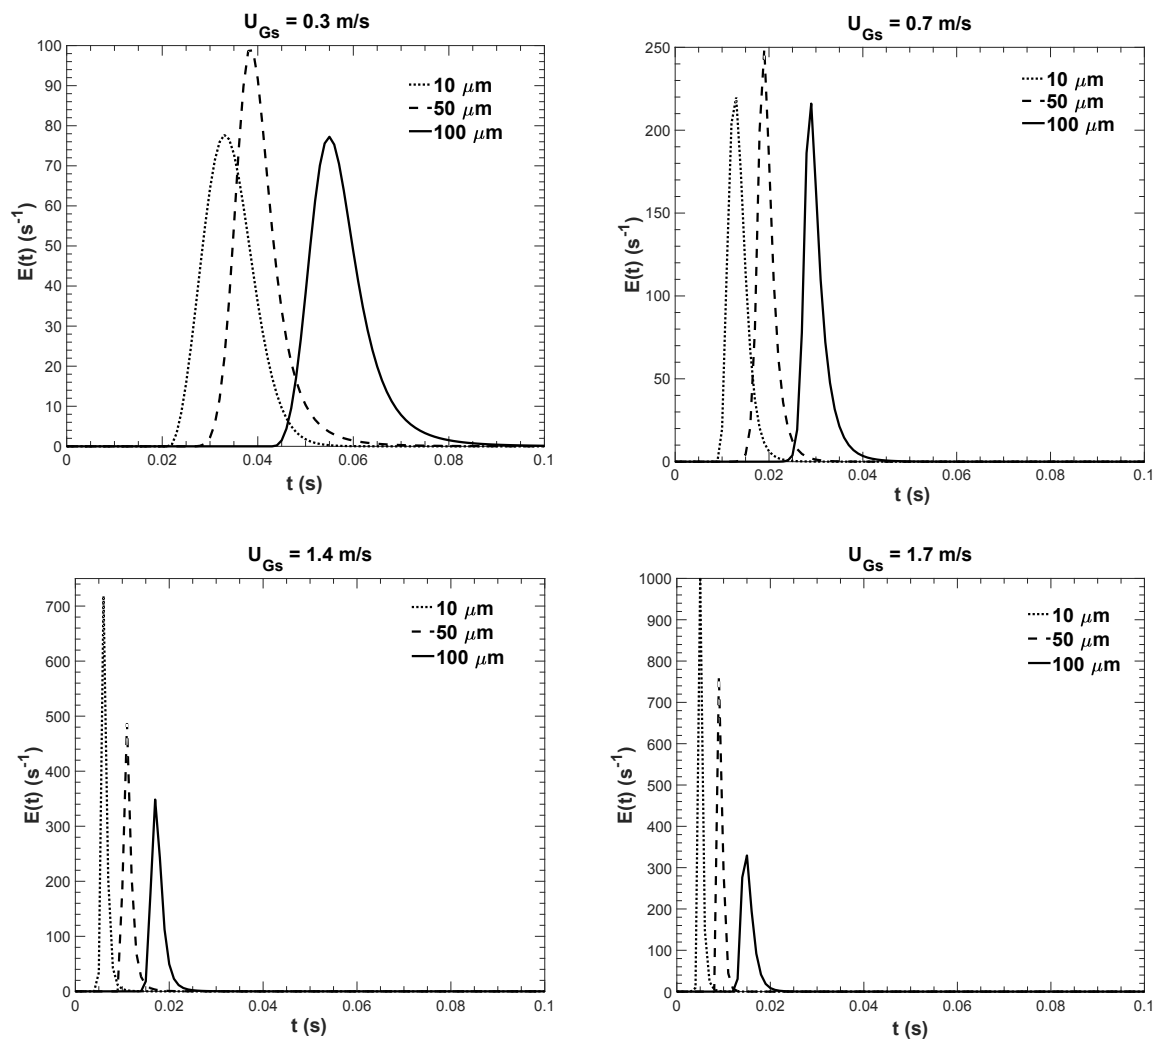 U_Gs = 0.3 m/s
100
90
80
70
60
50
40
30
20
10
0
E(t) (s^-1)
10 μm
50 μm
100 μm
0 0.02 0.04 0.06 0.08 0.1
t (s)
U_Gs = 0.7 m/s
250
200
150
100
50
0
E(t) (s^-1)
10 μm
50 μm
100 μm
0 0.02 0.04 0.06 0.08 0.1
t (s)
U_Gs = 1.4 m/s
700
600
500
400
300
200
100
0
E(t) (s^-1)
10 μm
50 μm
100 μm
0 0.02 0.04 0.06 0.08 0.1
t (s)
U_Gs = 1.7 m/s
1000
900
800
700
600
500
400
300
200
100
0
E(t) (s^-1)
10 μm
50 μm
100 μm
0 0.02 0.04 0.06 0.08 0.1
t (s)